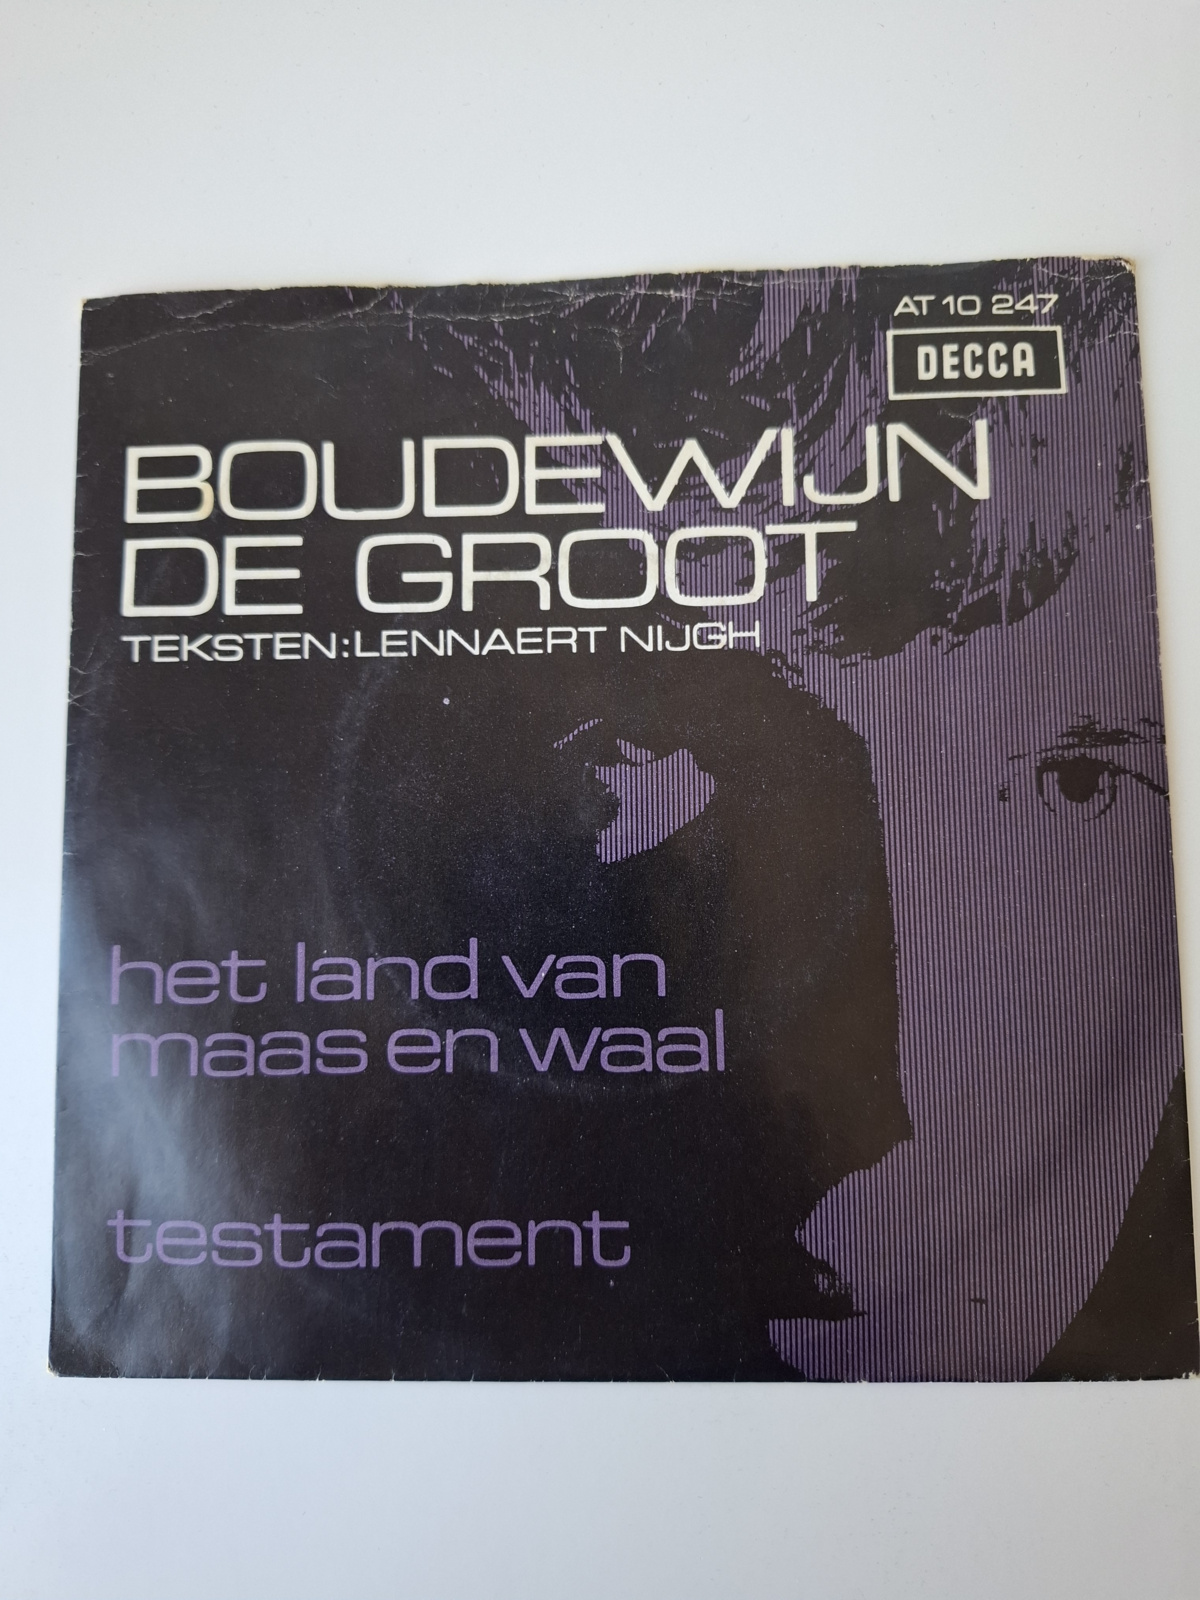 AT 10 247
DECCA
BOUDEWIJN
DE GROOT
TEKSTEN:LENNAERT NIJGH
het land van
maas en waal
testament